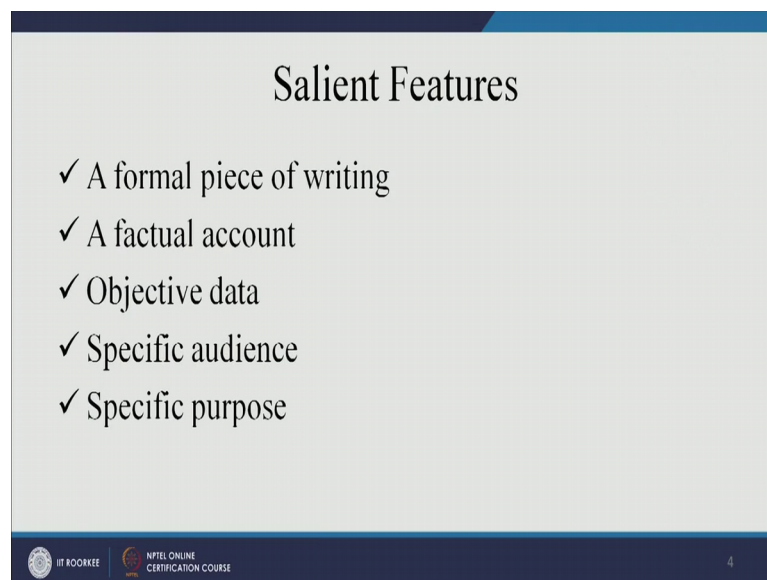 Salient Features
✓ A formal piece of writing
✓ A factual account
✓ Objective data
✓ Specific audience
✓ Specific purpose
IIT ROORKEE
NPTEL ONLINE
CERTIFICATION COURSE
4